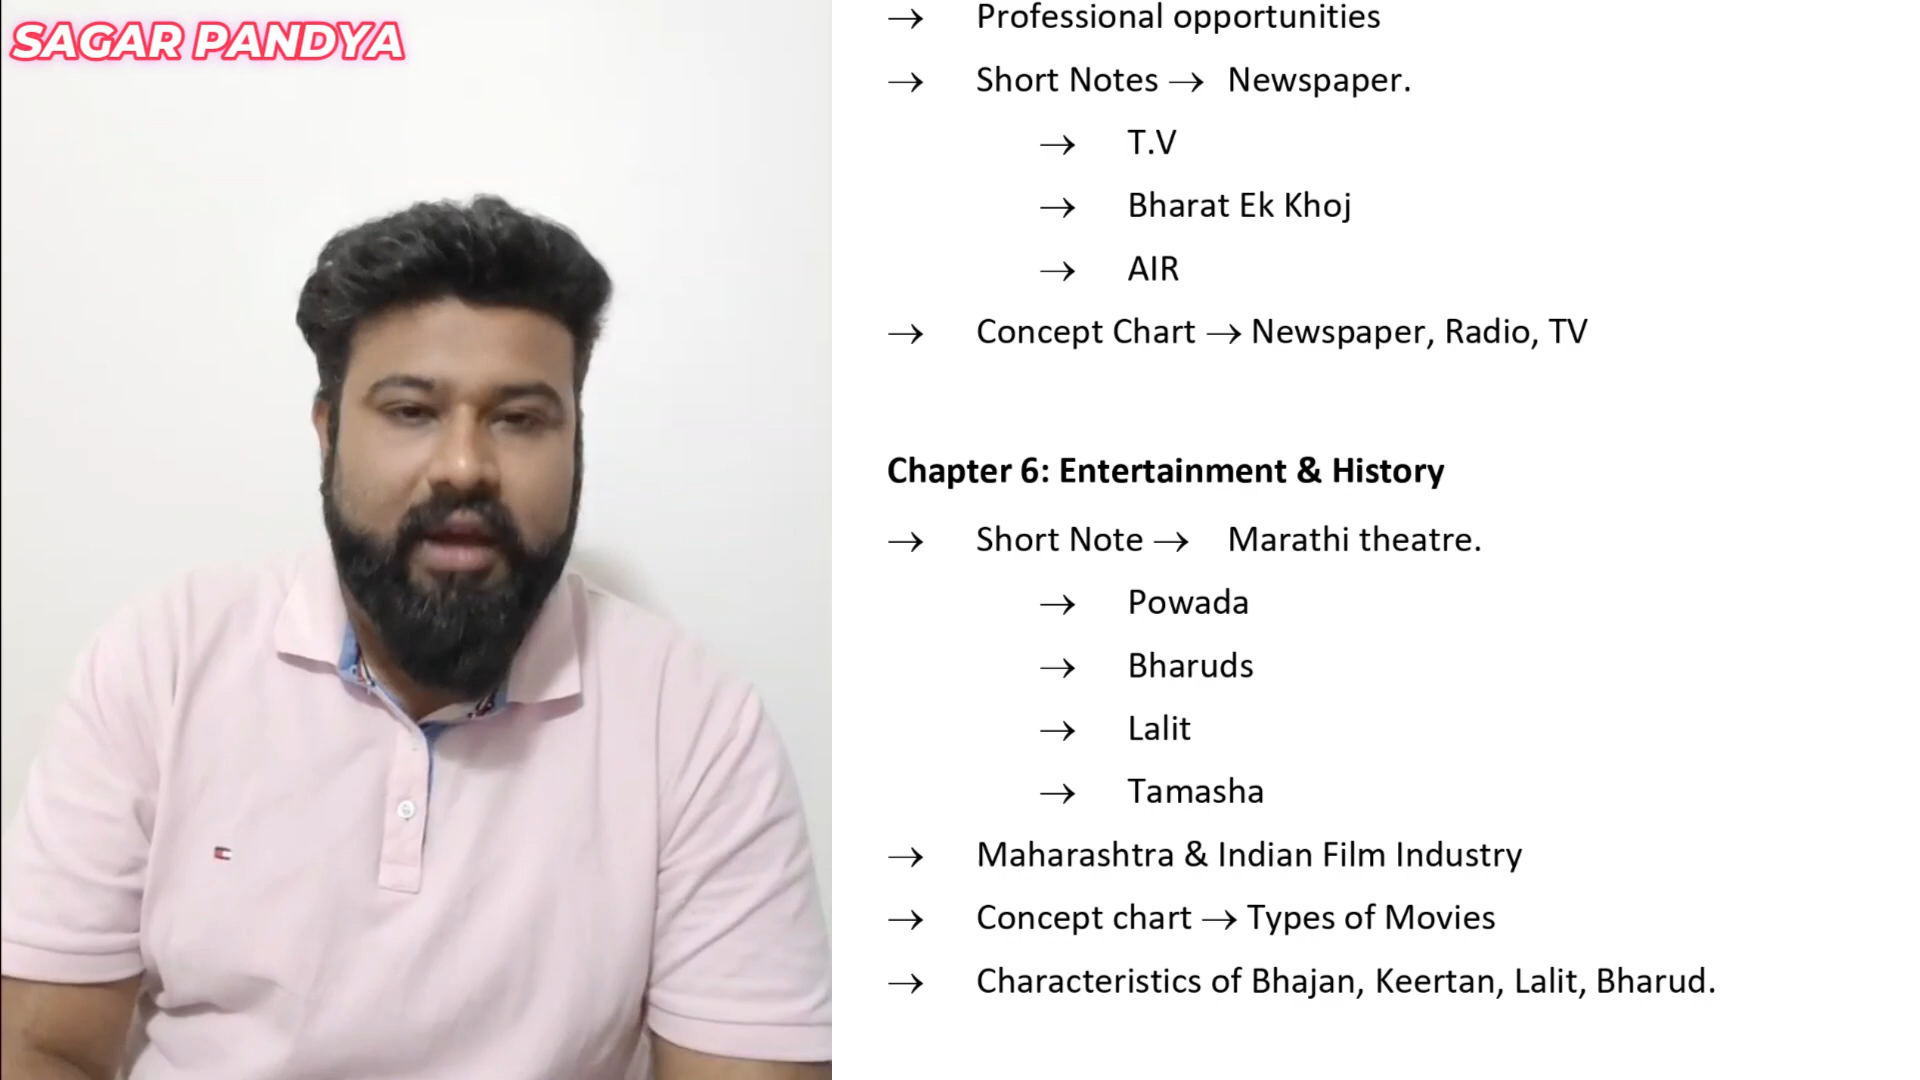 SAGAR PANDYA
→ Professional opportunities
→ Short Notes → Newspaper.
→ T.V
→ Bharat Ek Khoj
→ AIR
→ Concept Chart → Newspaper, Radio, TV
Chapter 6: Entertainment & History
→ Short Note → Marathi theatre.
→ Powada
→ Bharuds
→ Lalit
→ Tamasha
→ Maharashtra & Indian Film Industry
→ Concept chart → Types of Movies
→ Characteristics of Bhajan, Keertan, Lalit, Bharud.